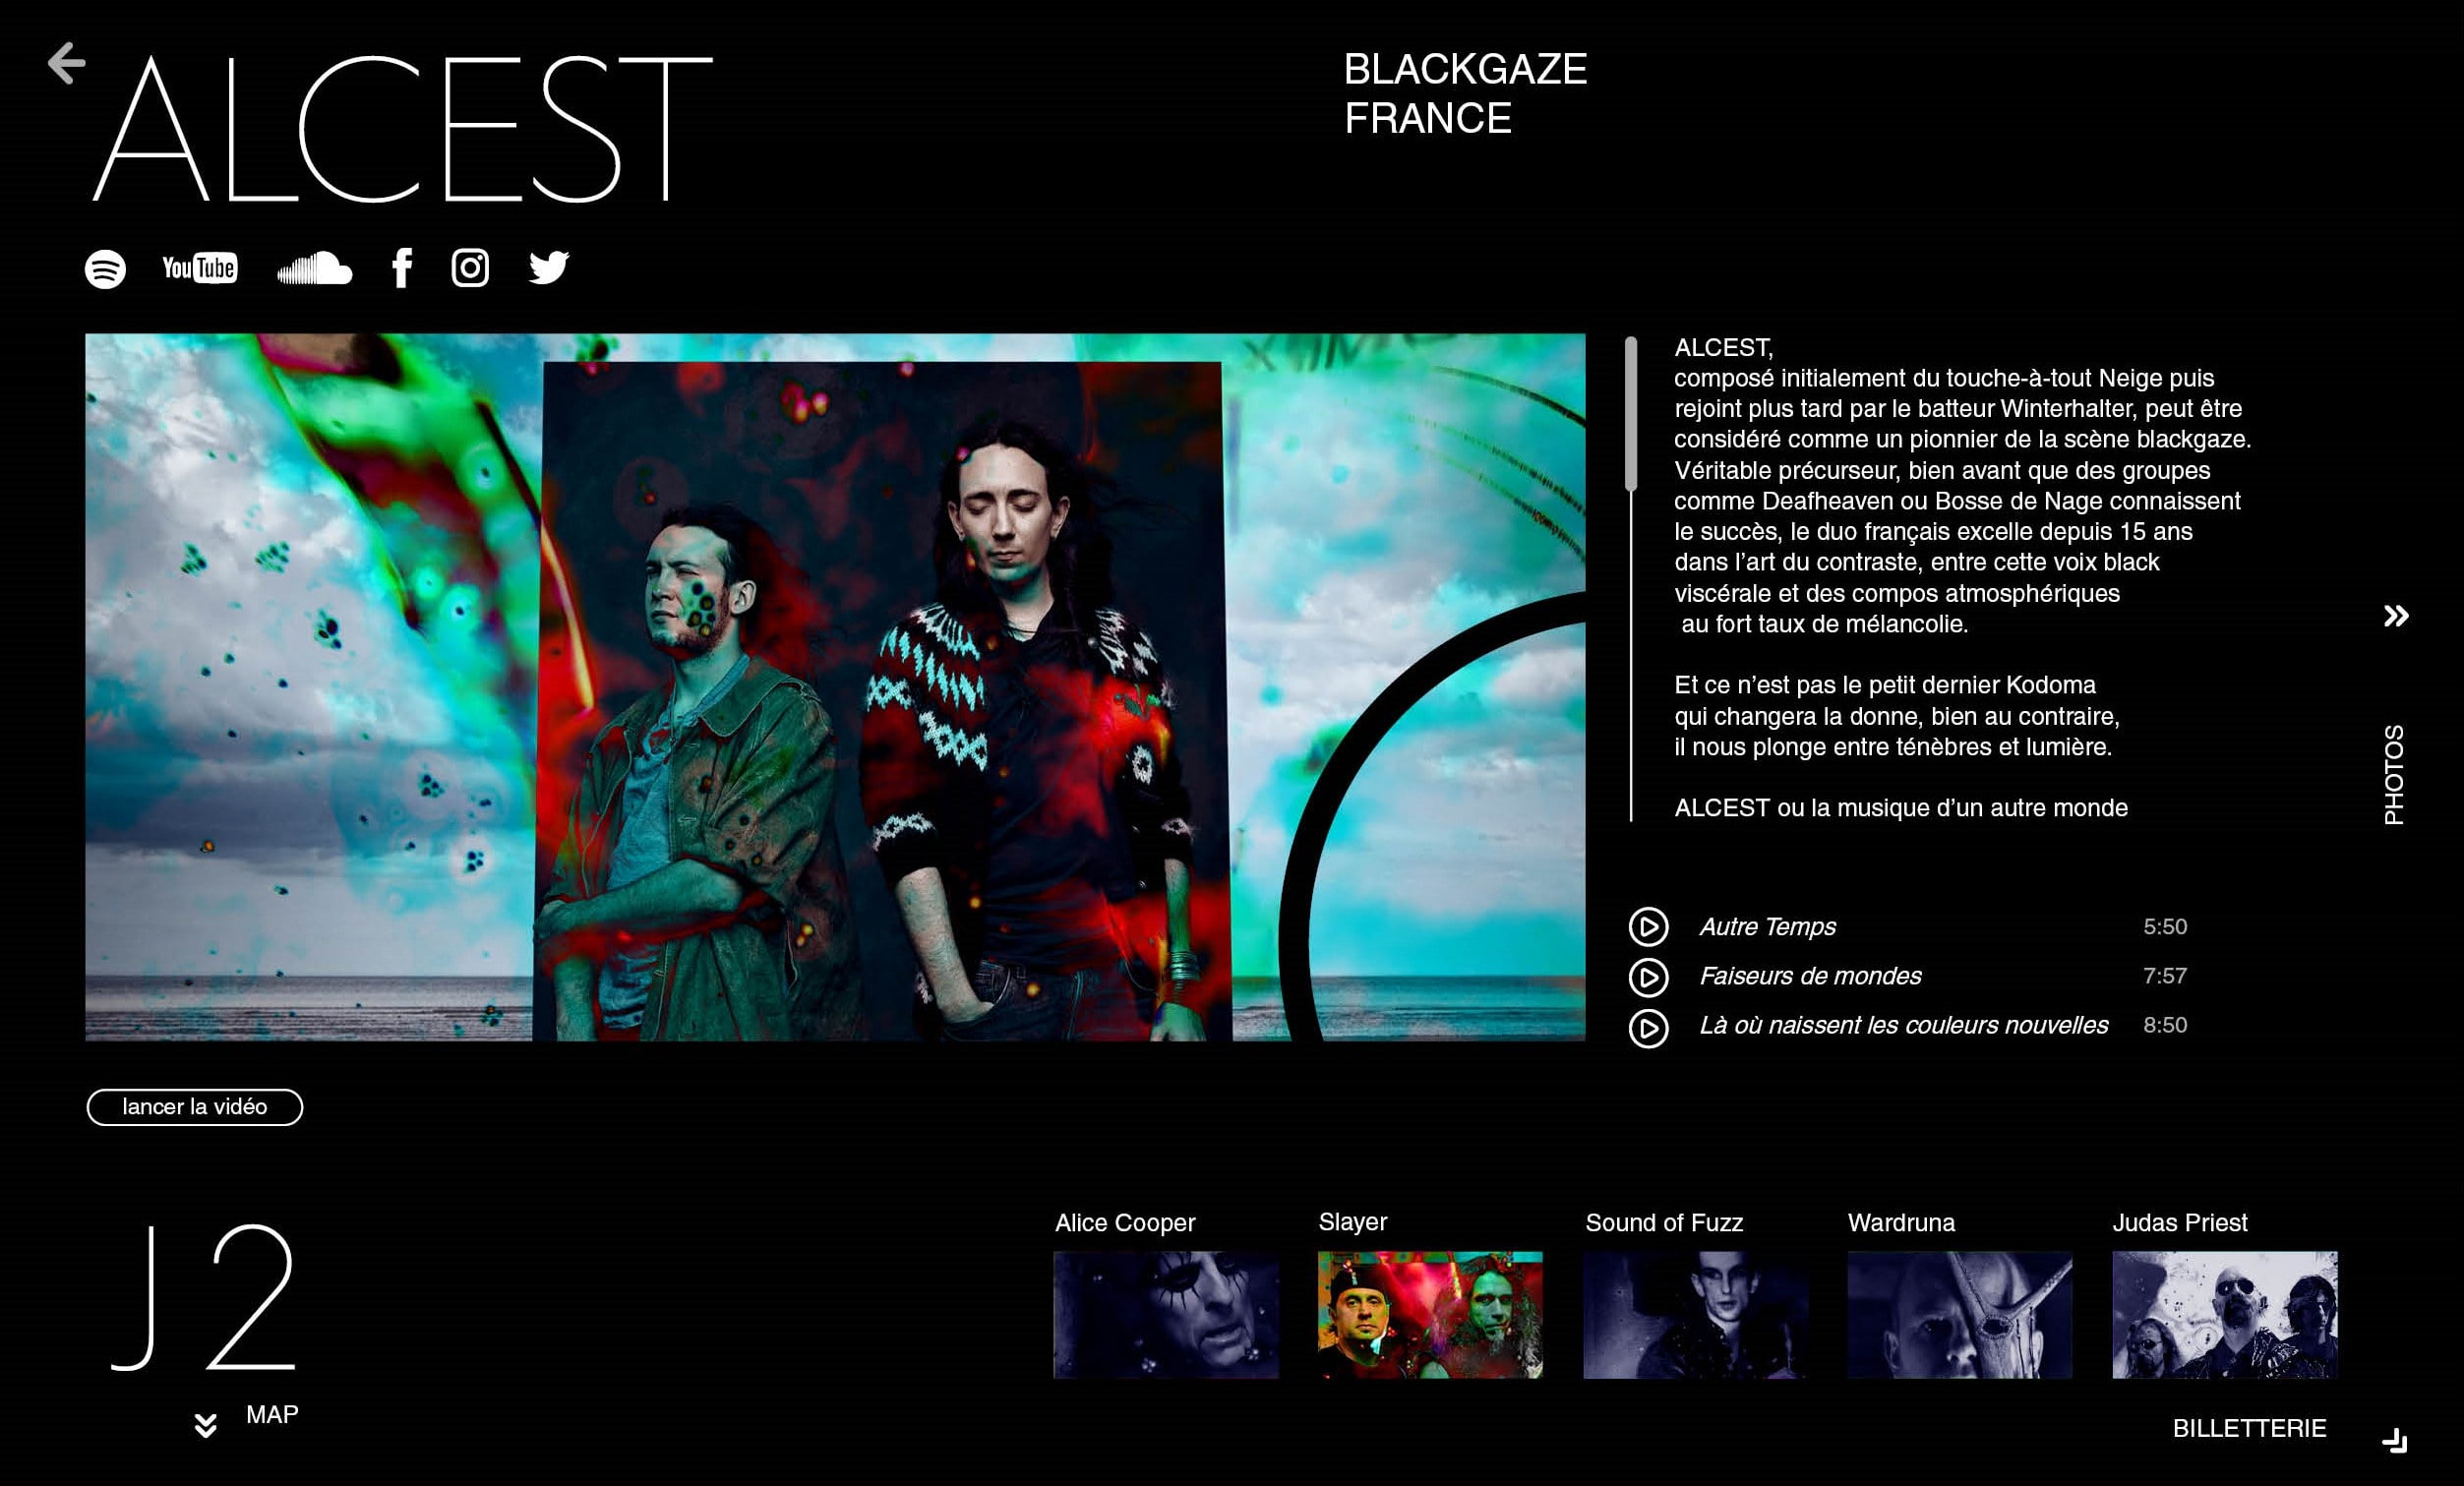 ALCEST
BLACKGAZE
FRANCE
You Tube
ALCEST,
composé initialement du touche-à-tout Neige puis
rejoint plus tard par le batteur Winterhalter, peut être
considéré comme un pionnier de la scène blackgaze.
Véritable précurseur, bien avant que des groupes
comme Deafheaven ou Bosse de Nage connaissent
le succès, le duo français excelle depuis 15 ans
dans l’art du contraste, entre cette voix black
viscérale et des compos atmosphériques
au fort taux de mélancolie.
Et ce n’est pas le petit dernier Kodoma
qui changera la donne, bien au contraire,
il nous plonge entre ténèbres et lumière.
ALCEST ou la musique d’un autre monde
PHOTOS
Autre Temps 5:50
Faiseurs de mondes 7:57
Là où naissent les couleurs nouvelles 8:50
lancer la vidéo
J 2
MAP
Alice Cooper
Slayer
Sound of Fuzz
Wardruna
Judas Priest
BILLETTERIE